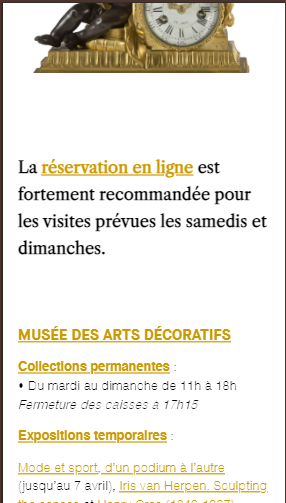 La réservation en ligne est
fortement recommandée pour
les visites prévues les samedis et
dimanches.
MUSÉE DES ARTS DÉCORATIFS
Collections permanentes :
• Du mardi au dimanche de 11h à 18h
Fermeture des caisses à 17h15
Expositions temporaires :
Mode et sport, d'un podium à l'autre
(jusqu'au 7 avril), Iris van Herpen. Sculpting